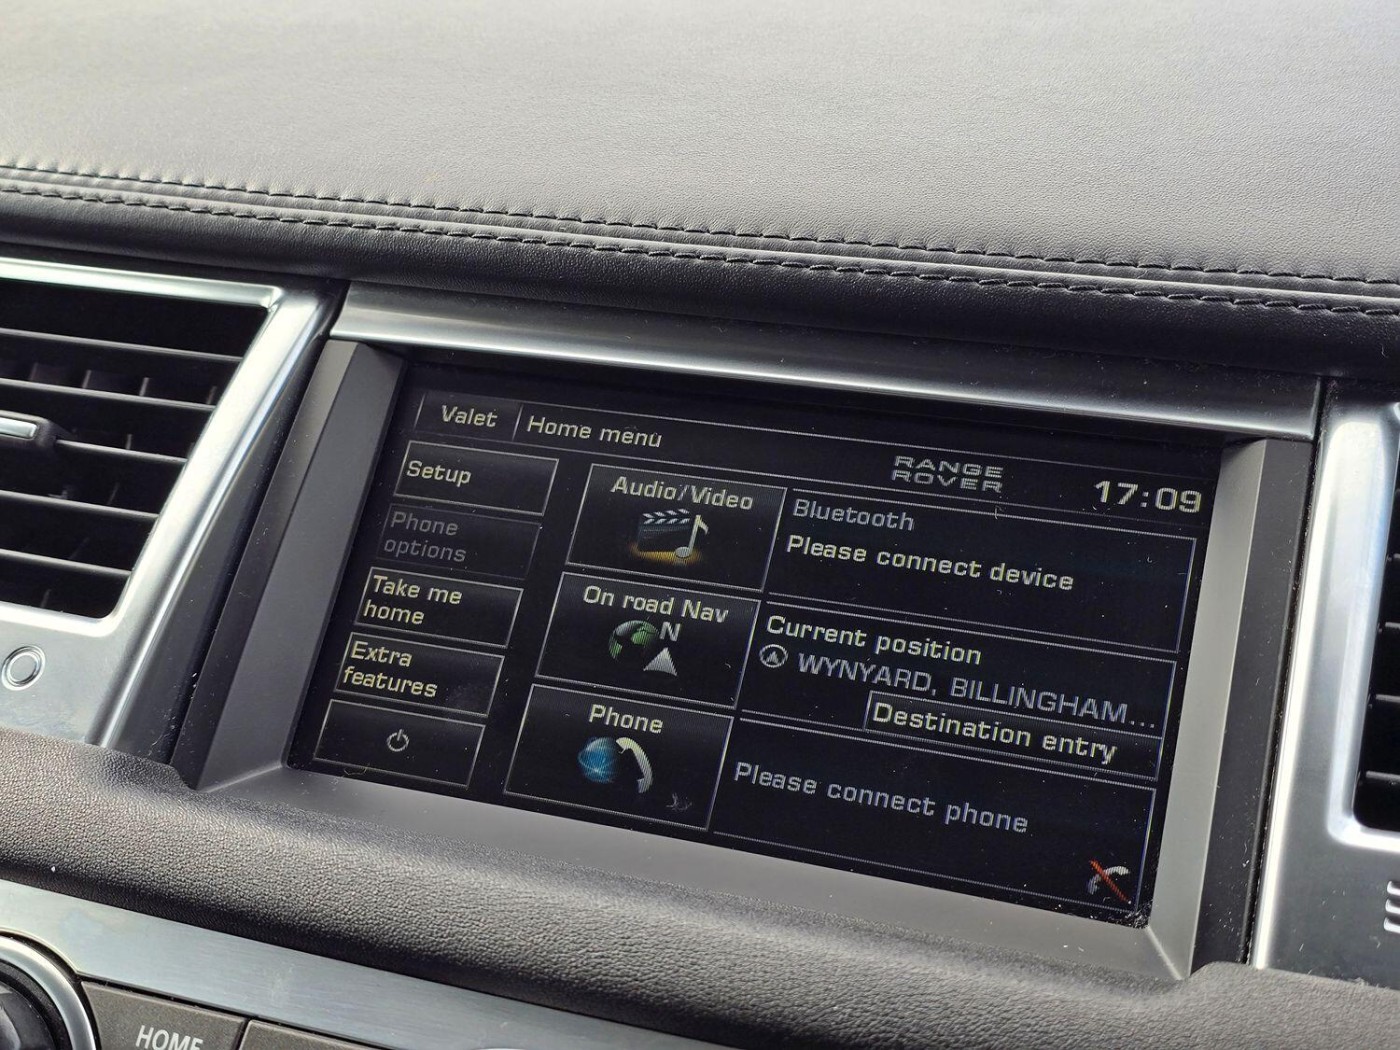 Valet
Home menu
RANGE
ROVER
17:09
Setup
Phone
options
Take me
home
Extra
features
Audio/Video
On road Nav
N
Phone
Bluetooth
Please connect device
Current position
WYNYARD, BILLINGHAM...
Destination entry
Please connect phone
HOME